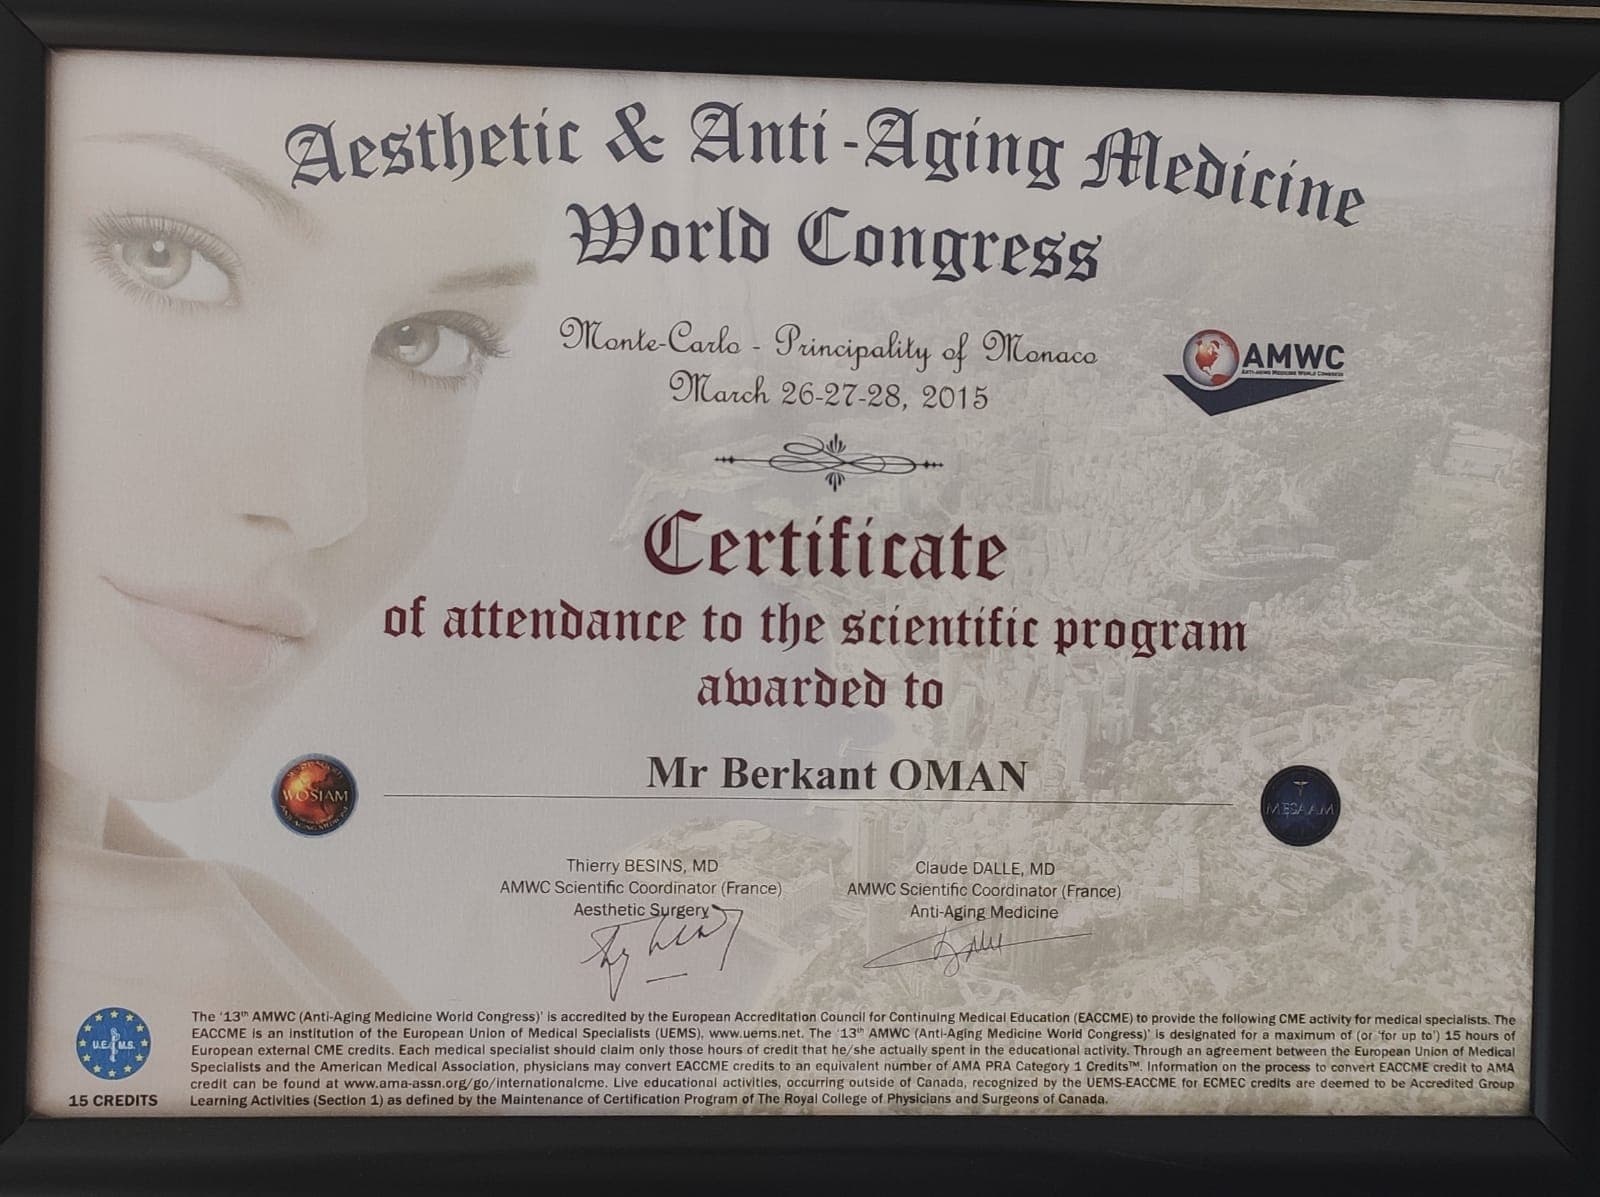 Aesthetic & Anti-Aging Medicine
World Congress
Monte-Carlo - Principality of Monaco
March 26-27-28, 2015
AMWC
ANTI-AGING MEDICINE WORLD CONGRESS
Certificate
of attendance to the scientific program
awarded to
Mr Berkant OMAN
WOSIAM
MESAAM
Thierry BESINS, MD
AMWC Scientific Coordinator (France)
Aesthetic Surgery
Claude DALLE, MD
AMWC Scientific Coordinator (France)
Anti-Aging Medicine
U.E.M.S.
15 CREDITS
The '13th AMWC (Anti-Aging Medicine World Congress)' is accredited by the European Accreditation Council for Continuing Medical Education (EACCME) to provide the following CME activity for medical specialists. The
EACCME is an institution of the European Union of Medical Specialists (UEMS), www.uems.net. The '13th AMWC (Anti-Aging Medicine World Congress)' is designated for a maximum of (or 'for up to') 15 hours of
European external CME credits. Each medical specialist should claim only those hours of credit that he/she actually spent in the educational activity. Through an agreement between the European Union of Medical
Specialists and the American Medical Association, physicians may convert EACCME credits to an equivalent number of AMA PRA Category 1 Credits™. Information on the process to convert EACCME credit to AMA
credit can be found at www.ama-assn.org/go/internationalcme. Live educational activities, occurring outside of Canada, recognized by the UEMS-EACCME for ECMEC credits are deemed to be Accredited Group
Learning Activities (Section 1) as defined by the Maintenance of Certification Program of The Royal College of Physicians and Surgeons of Canada.